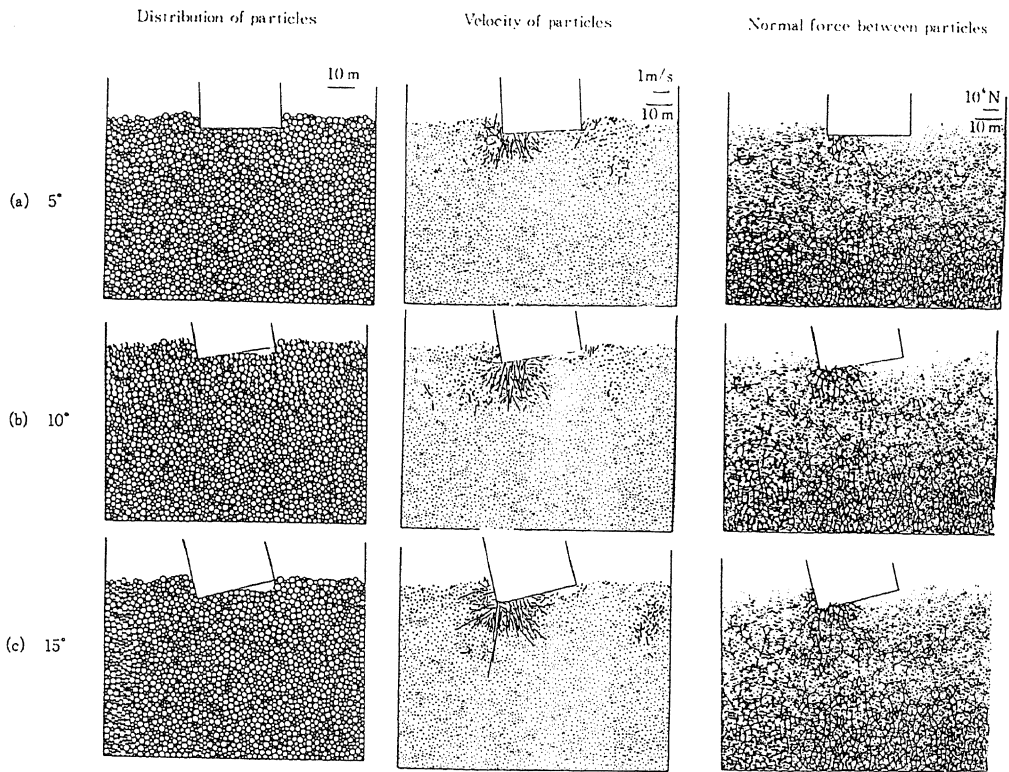 Distribution of particles
Velocity of particles
Normal force between particles
10 m
1m/s
10 m
10⁴N
10 m
(a) 5°
(b) 10°
(c) 15°